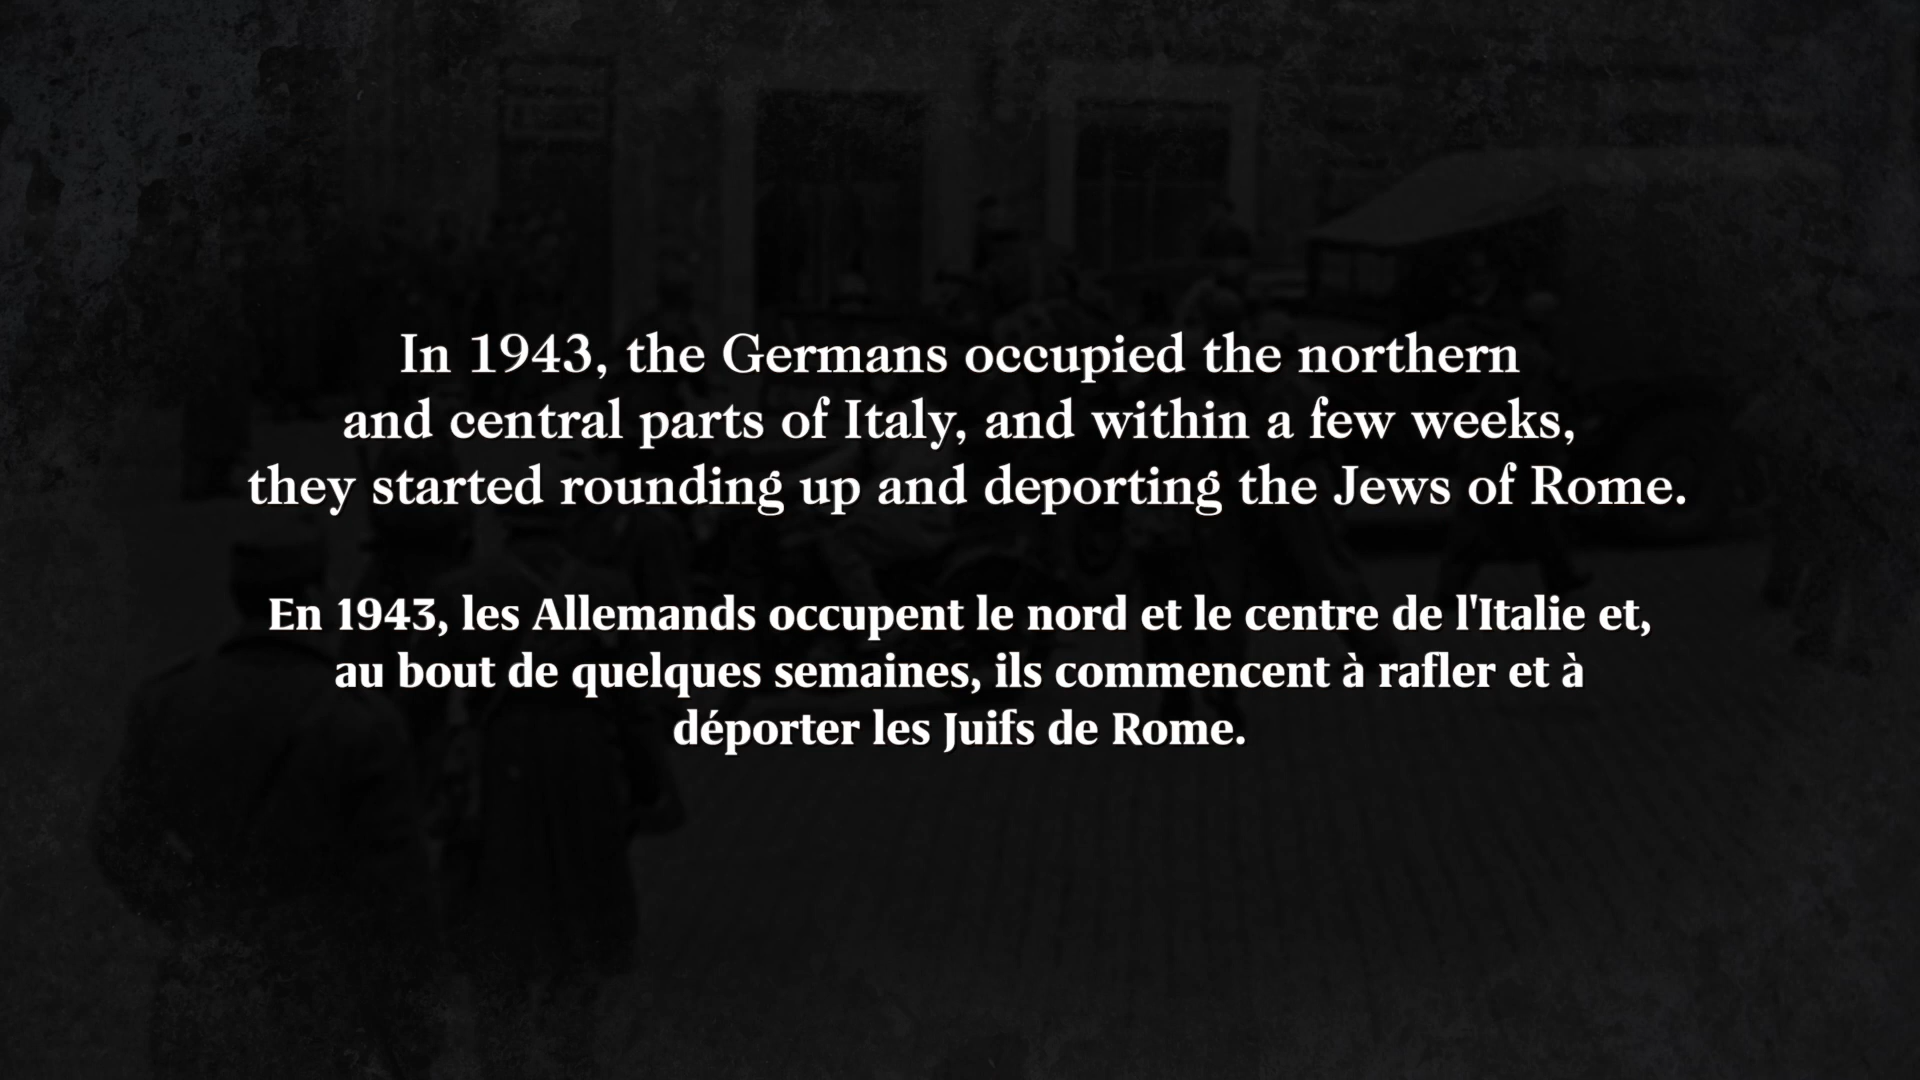 In 1943, the Germans occupied the northern
and central parts of Italy, and within a few weeks,
they started rounding up and deporting the Jews of Rome.
En 1943, les Allemands occupent le nord et le centre de l'Italie et,
au bout de quelques semaines, ils commencent à rafler et à
déporter les Juifs de Rome.